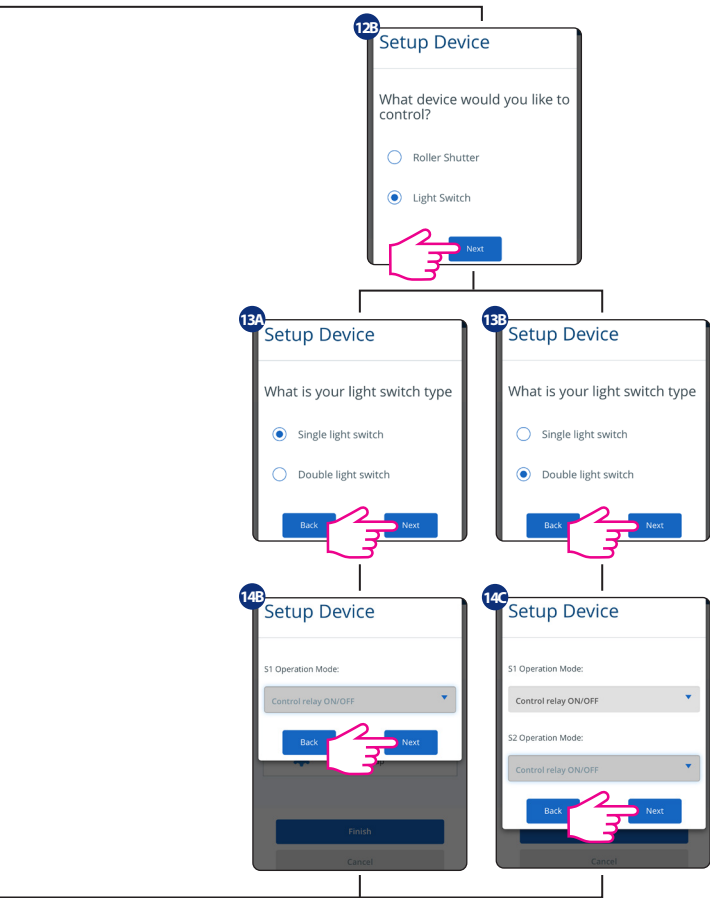 12B
Setup Device
What device would you like to
control?
Roller Shutter
Light Switch
Next
13A
Setup Device
What is your light switch type
Single light switch
Double light switch
Back
Next
13B
Setup Device
What is your light switch type
Single light switch
Double light switch
Back
Next
14B
Setup Device
S1 Operation Mode:
Control relay ON/OFF
Back
Next
Finish
Cancel
14C
Setup Device
S1 Operation Mode:
Control relay ON/OFF
S2 Operation Mode:
Control relay ON/OFF
Back
Next
Cancel